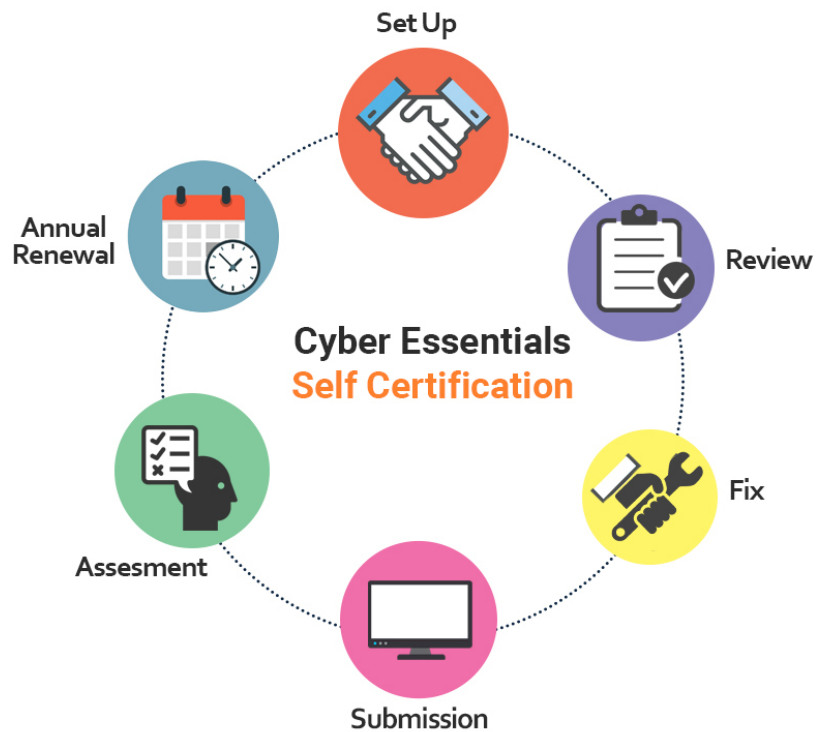 Set Up
Review
Fix
Submission
Assesment
Annual
Renewal
Cyber Essentials
Self Certification